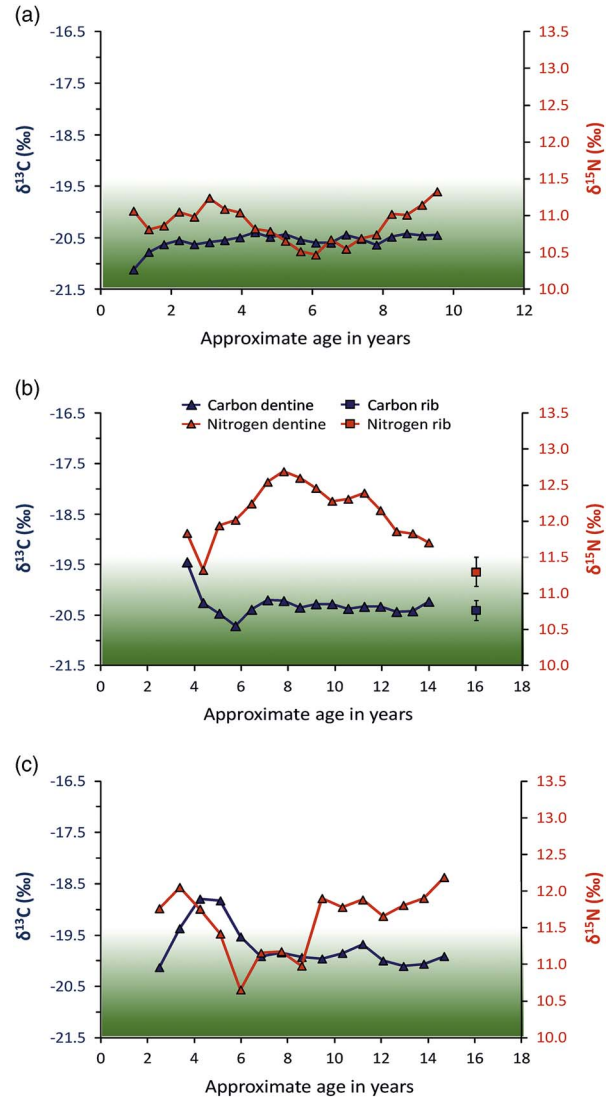 (a)
-16.5
-17.5
-18.5
-19.5
-20.5
-21.5
δ¹³C (‰)
13.5
13.0
12.5
12.0
11.5
11.0
10.5
10.0
δ¹⁵N (‰)
0 2 4 6 8 10 12
Approximate age in years
(b)
Carbon dentine Carbon rib
Nitrogen dentine Nitrogen rib
-16.5
-17.5
-18.5
-19.5
-20.5
-21.5
δ¹³C (‰)
13.5
13.0
12.5
12.0
11.5
11.0
10.5
10.0
δ¹⁵N (‰)
0 2 4 6 8 10 12 14 16 18
Approximate age in years
(c)
-16.5
-17.5
-18.5
-19.5
-20.5
-21.5
δ¹³C (‰)
13.5
13.0
12.5
12.0
11.5
11.0
10.5
10.0
δ¹⁵N (‰)
0 2 4 6 8 10 12 14 16 18
Approximate age in years